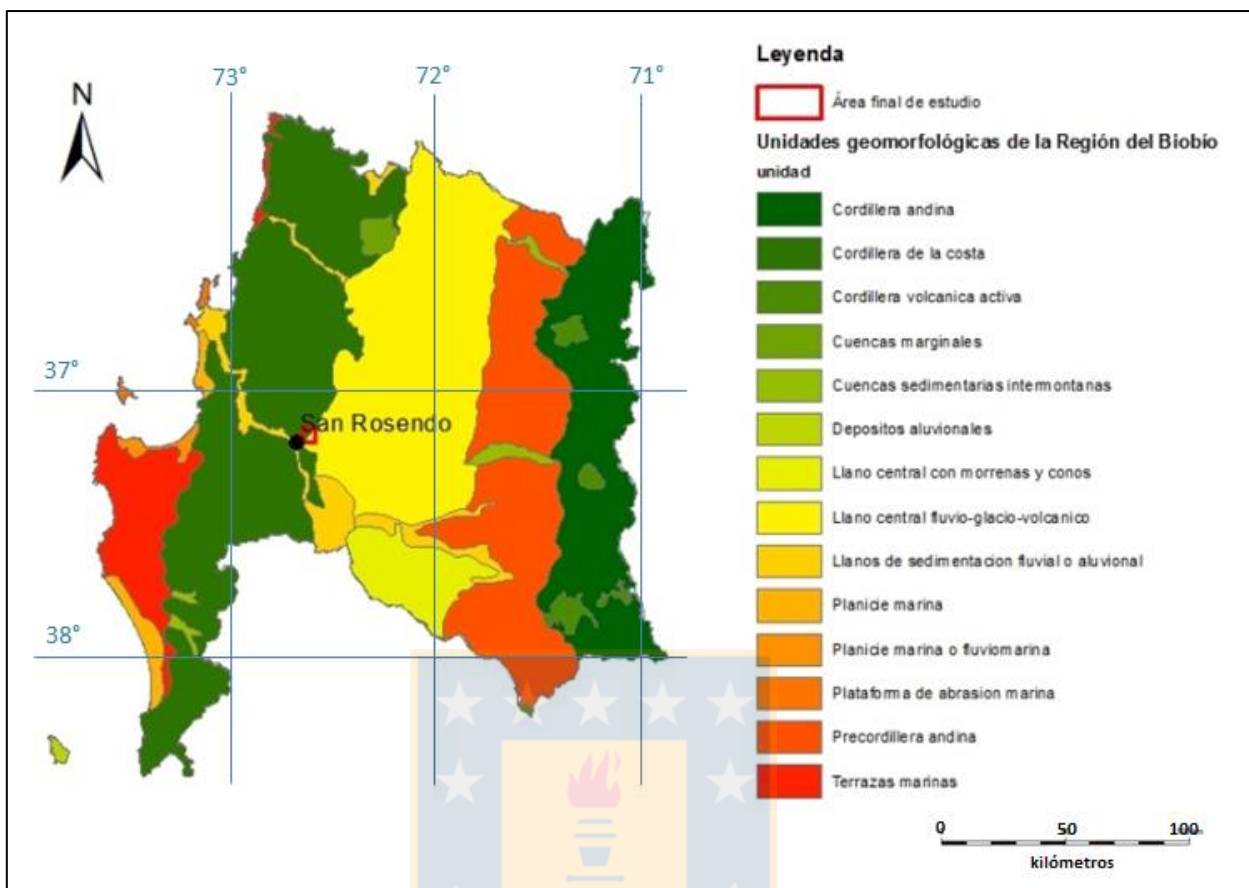 N
73°
72°
71°
37°
38°
San Rosendo
Leyenda
Área final de estudio
Unidades geomorfológicas de la Región del Biobío
unidad
Cordillera andina
Cordillera de la costa
Cordillera volcanica activa
Cuencas marginales
Cuencas sedimentarias intermontanas
Depositos aluvionales
Llano central con morrenas y conos
Llano central fluvio-glacio-volcanico
Llanos de sedimentacion fluvial o aluvional
Planicie marina
Planicie marina o fluviomarina
Plataforma de abrasion marina
Precordillera andina
Terrazas marinas
0 50 100
kilómetros